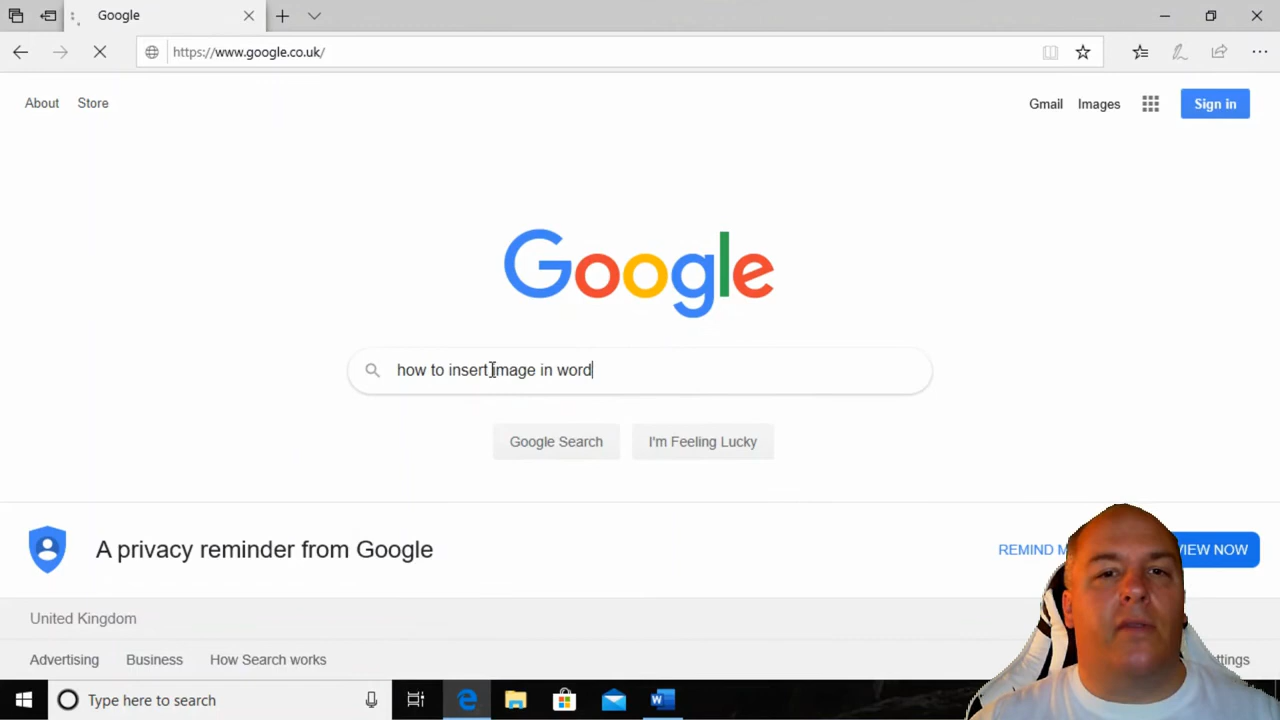 Google
https://www.google.co.uk/
About Store Gmail Images Sign in
Google
how to insert image in word
Google Search I'm Feeling Lucky
A privacy reminder from Google REMIND M VIEW NOW
United Kingdom
Advertising Business How Search works ttings
Type here to search